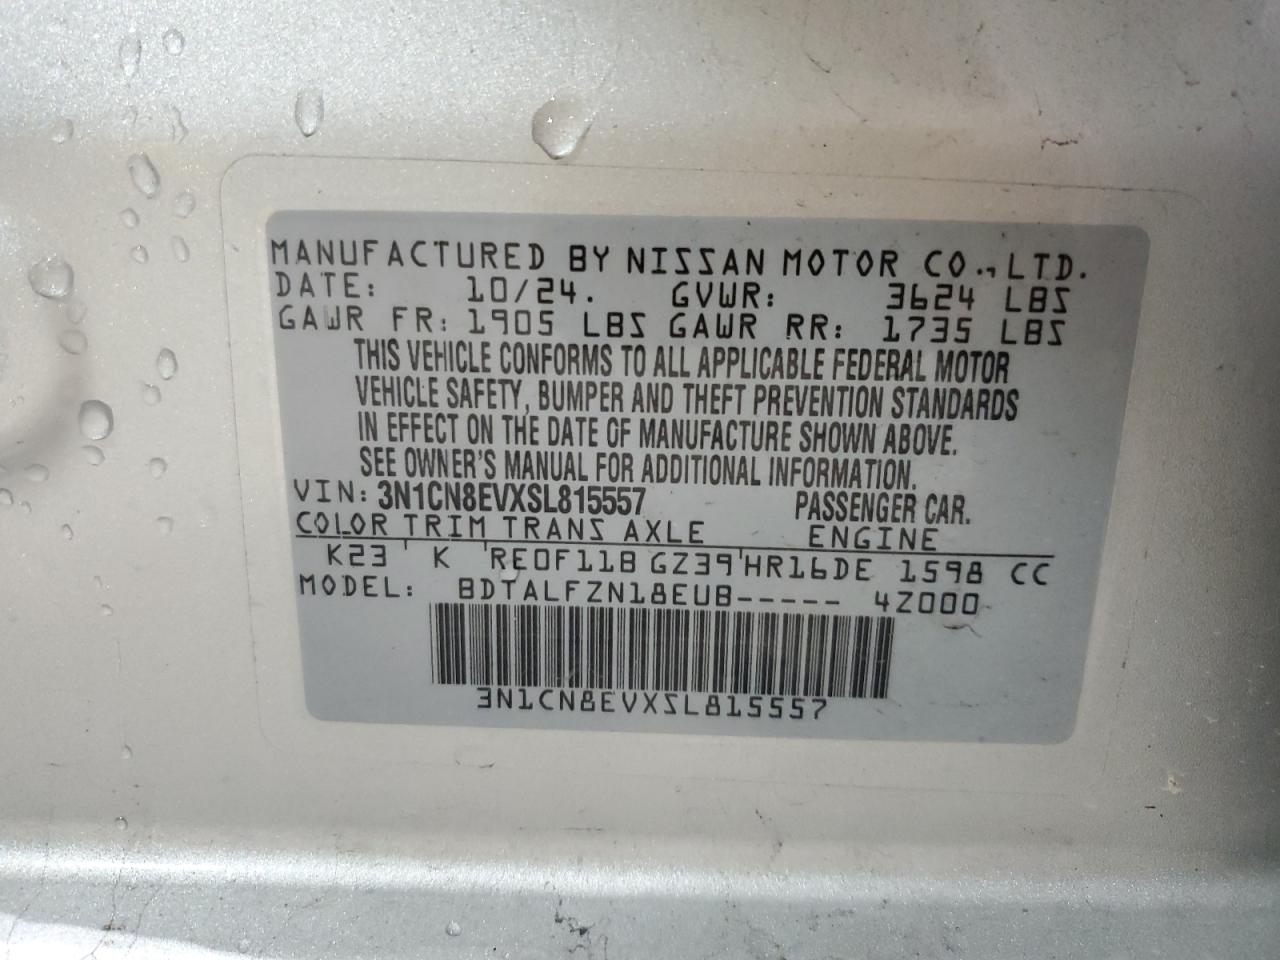 MANUFACTURED BY NISSAN MOTOR CO., LTD.
DATE: 10/24. GVWR: 3624 LBS
GAWR FR: 1905 LBS GAWR RR: 1735 LBS
THIS VEHICLE CONFORMS TO ALL APPLICABLE FEDERAL MOTOR
VEHICLE SAFETY, BUMPER AND THEFT PREVENTION STANDARDS
IN EFFECT ON THE DATE OF MANUFACTURE SHOWN ABOVE.
SEE OWNER'S MANUAL FOR ADDITIONAL INFORMATION.
VIN: 3N1CN8EVXSL815557 PASSENGER CAR.
COLOR TRIM TRANS AXLE ENGINE
K23 K RE0F11B GZ39 HR16DE 1598 CC
MODEL: BDTALFZN18EUB----- 4Z000
3N1CN8EVXSL815557